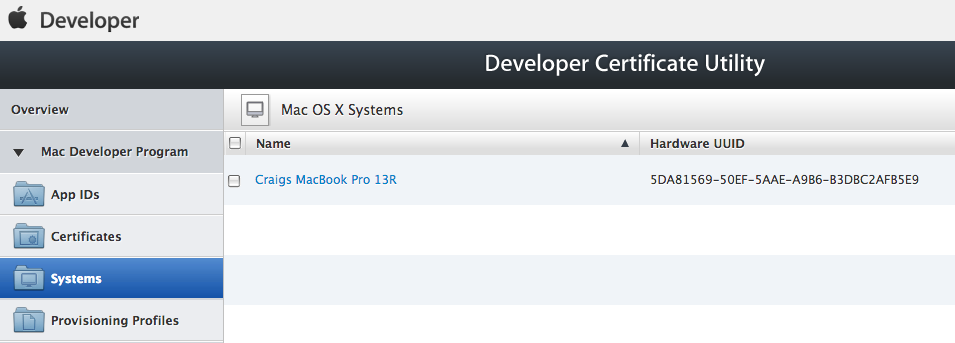 Developer
Developer Certificate Utility
Overview
Mac OS X Systems
Mac Developer Program
Name
Hardware UUID
App IDs
Craigs MacBook Pro 13R
5DA81569-50EF-5AAE-A9B6-B3DBC2AFB5E9
Certificates
Systems
Provisioning Profiles